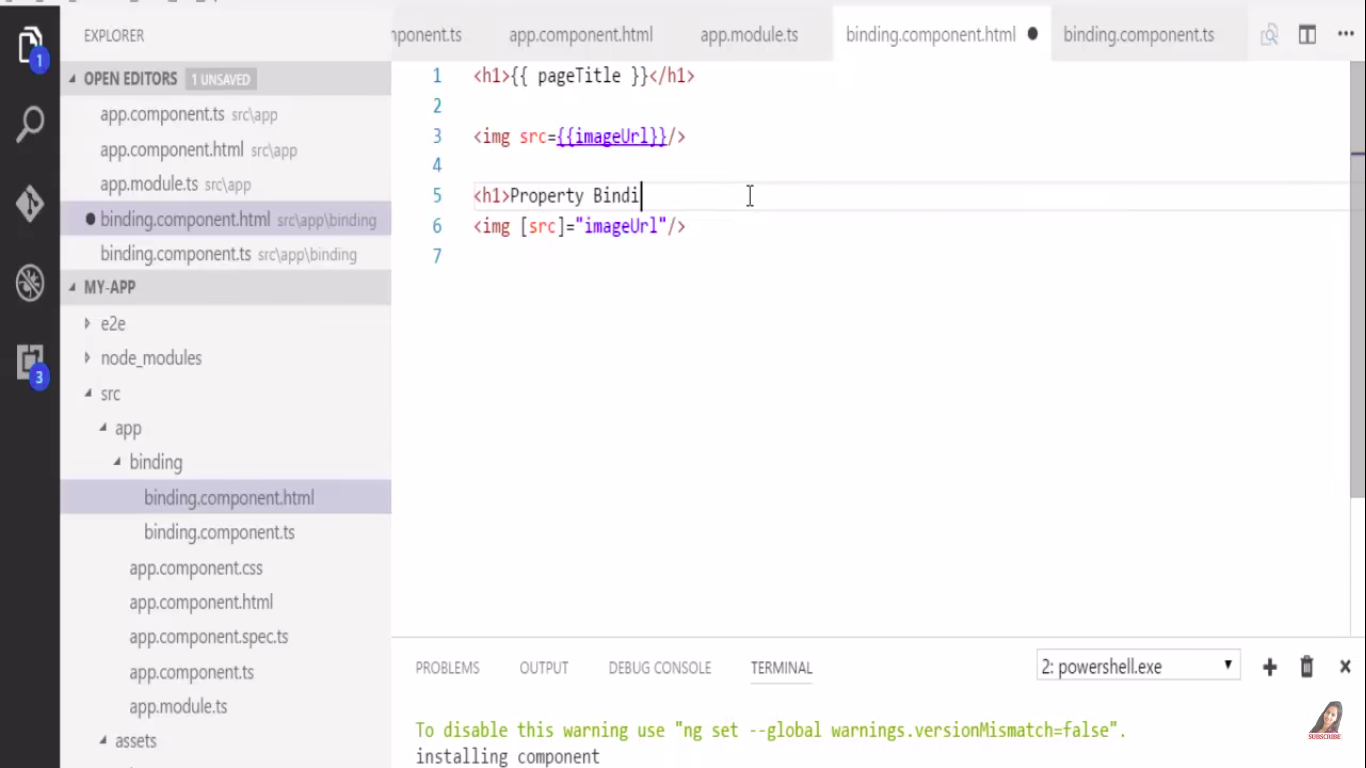 EXPLORER
1
OPEN EDITORS 1 UNSAVED
app.component.ts src\app
app.component.html src\app
app.module.ts src\app
binding.component.html src\app\binding
binding.component.ts src\app\binding
MY-APP
e2e
node_modules
3
src
app
binding
binding.component.html
binding.component.ts
app.component.css
app.component.html
app.component.spec.ts
app.component.ts
app.module.ts
assets
mponent.ts app.component.html app.module.ts binding.component.html binding.component.ts
1 <h1>{{ pageTitle }}</h1>
2
3 <img src={{imageUrl}}/>
4
5 <h1>Property Bindi
6 <img [src]="imageUrl"/>
7
PROBLEMS OUTPUT DEBUG CONSOLE TERMINAL 2: powershell.exe
To disable this warning use "ng set --global warnings.versionMismatch=false".
installing component
SUBSCRIBE